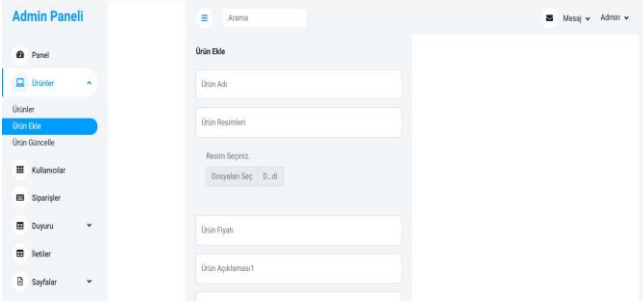 Admin Paneli
Arama
Mesaj
Admin
Panel
Ürünler
Ürünler
Ürün Ekle
Ürün Güncelle
Kullanıcılar
Siparişler
Duyuru
İletiler
Sayfalar
Ürün Ekle
Ürün Adı
Ürün Resimleri
Resim Seçiniz.
Dosyaları Seç D...di
Ürün Fiyatı
Ürün Açıklaması1